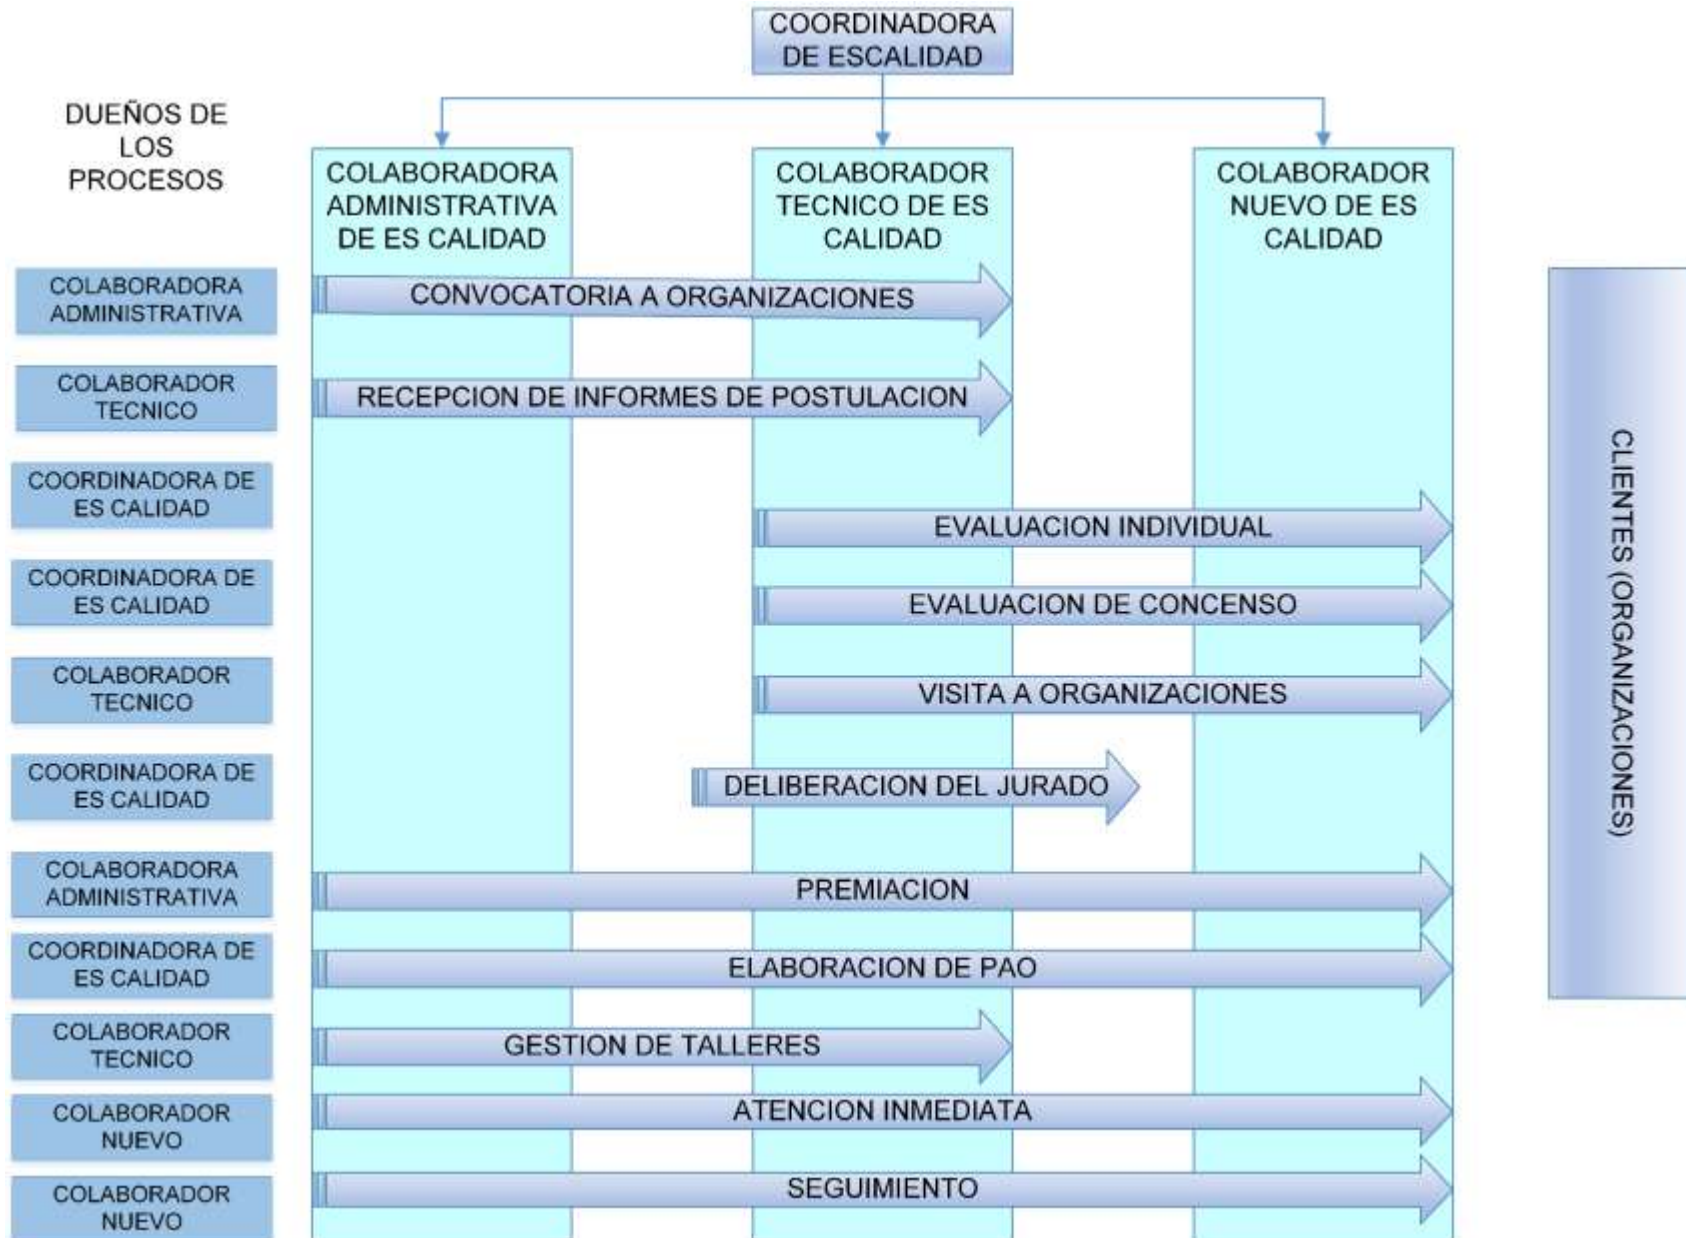 COORDINADORA
DE ESCALIDAD
DUEÑOS DE
LOS
PROCESOS
COLABORADORA
ADMINISTRATIVA
DE ES CALIDAD
COLABORADOR
TECNICO DE ES
CALIDAD
COLABORADOR
NUEVO DE ES
CALIDAD
COLABORADORA
ADMINISTRATIVA
CONVOCATORIA A ORGANIZACIONES
COLABORADOR
TECNICO
RECEPCION DE INFORMES DE POSTULACION
COORDINADORA DE
ES CALIDAD
EVALUACION INDIVIDUAL
COORDINADORA DE
ES CALIDAD
EVALUACION DE CONCENSO
COLABORADOR
TECNICO
VISITA A ORGANIZACIONES
COORDINADORA DE
ES CALIDAD
DELIBERACION DEL JURADO
COLABORADORA
ADMINISTRATIVA
PREMIACION
COORDINADORA DE
ES CALIDAD
ELABORACION DE PAO
COLABORADOR
TECNICO
GESTION DE TALLERES
COLABORADOR
NUEVO
ATENCION INMEDIATA
COLABORADOR
NUEVO
SEGUIMIENTO
CLIENTES (ORGANIZACIONES)